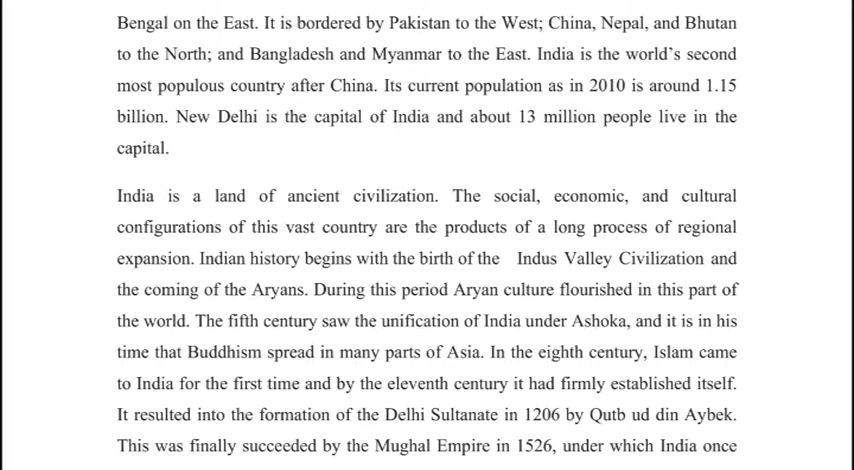 Bengal on the East. It is bordered by Pakistan to the West; China, Nepal, and Bhutan
to the North; and Bangladesh and Myanmar to the East. India is the world’s second
most populous country after China. Its current population as in 2010 is around 1.15
billion. New Delhi is the capital of India and about 13 million people live in the
capital.
India is a land of ancient civilization. The social, economic, and cultural
configurations of this vast country are the products of a long process of regional
expansion. Indian history begins with the birth of the Indus Valley Civilization and
the coming of the Aryans. During this period Aryan culture flourished in this part of
the world. The fifth century saw the unification of India under Ashoka, and it is in his
time that Buddhism spread in many parts of Asia. In the eighth century, Islam came
to India for the first time and by the eleventh century it had firmly established itself.
It resulted into the formation of the Delhi Sultanate in 1206 by Qutb ud din Aybek.
This was finally succeeded by the Mughal Empire in 1526, under which India once